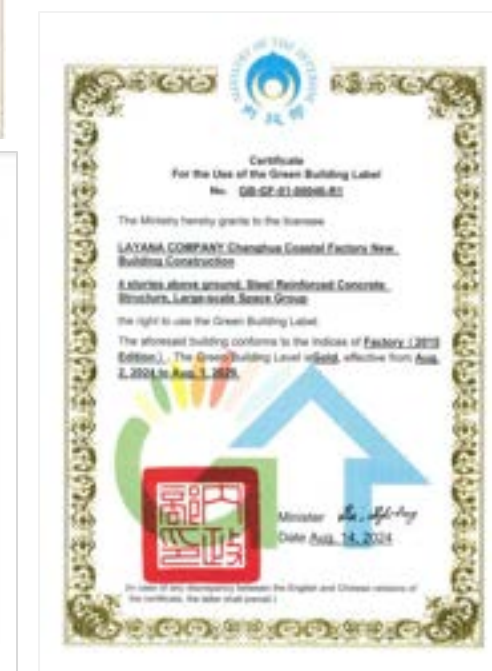 MINISTRY OF THE INTERIOR
內政部
Certificate
For the Use of the Green Building Label
No. GB-GF-01-00046-R1
The Ministry hereby grants to the licensee
LAYANA COMPANY Changhua Coastal Factory New
Building Construction
4 stories above ground, Steel Reinforced Concrete
Structure, Large-scale Space Group
the right to use the Green Building Label.
The aforesaid building conforms to the Indices of Factory ( 2015
Edition ) . The Green Building Level is Gold, effective from Aug.
2, 2024 to Aug. 1, 2029.
內政
部印
Minister
Date Aug. 14, 2024
(In case of any discrepancy between the English and Chinese versions of
the certificate, the latter shall prevail.)